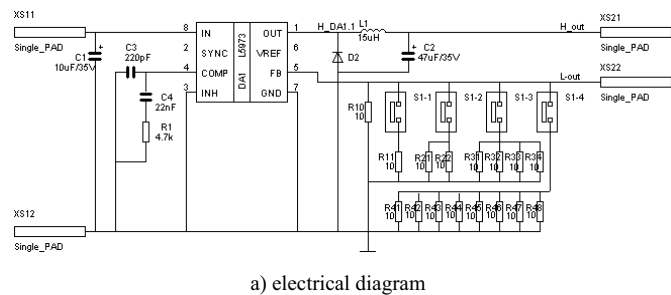 XS11
Single_PAD
C1
10uF/35V
C3
220pF
C4
22nF
R1
4.7k
8 IN OUT 1
2 SYNC VREF 6
4 COMP FB 5
3 INH GND 7
L5973
DA1
H_DA1.1
L1
15uH
D2
C2
47uF/35V
H_out
XS21
Single_PAD
L-out
XS22
Single_PAD
R10
10
S1-1
S1-2
S1-3
S1-4
R11
10
R21
10
R22
10
R31
10
R32
10
R33
10
R34
10
R41
10
R42
10
R43
10
R44
10
R45
10
R46
10
R47
10
R48
10
XS12
Single_PAD
a) electrical diagram